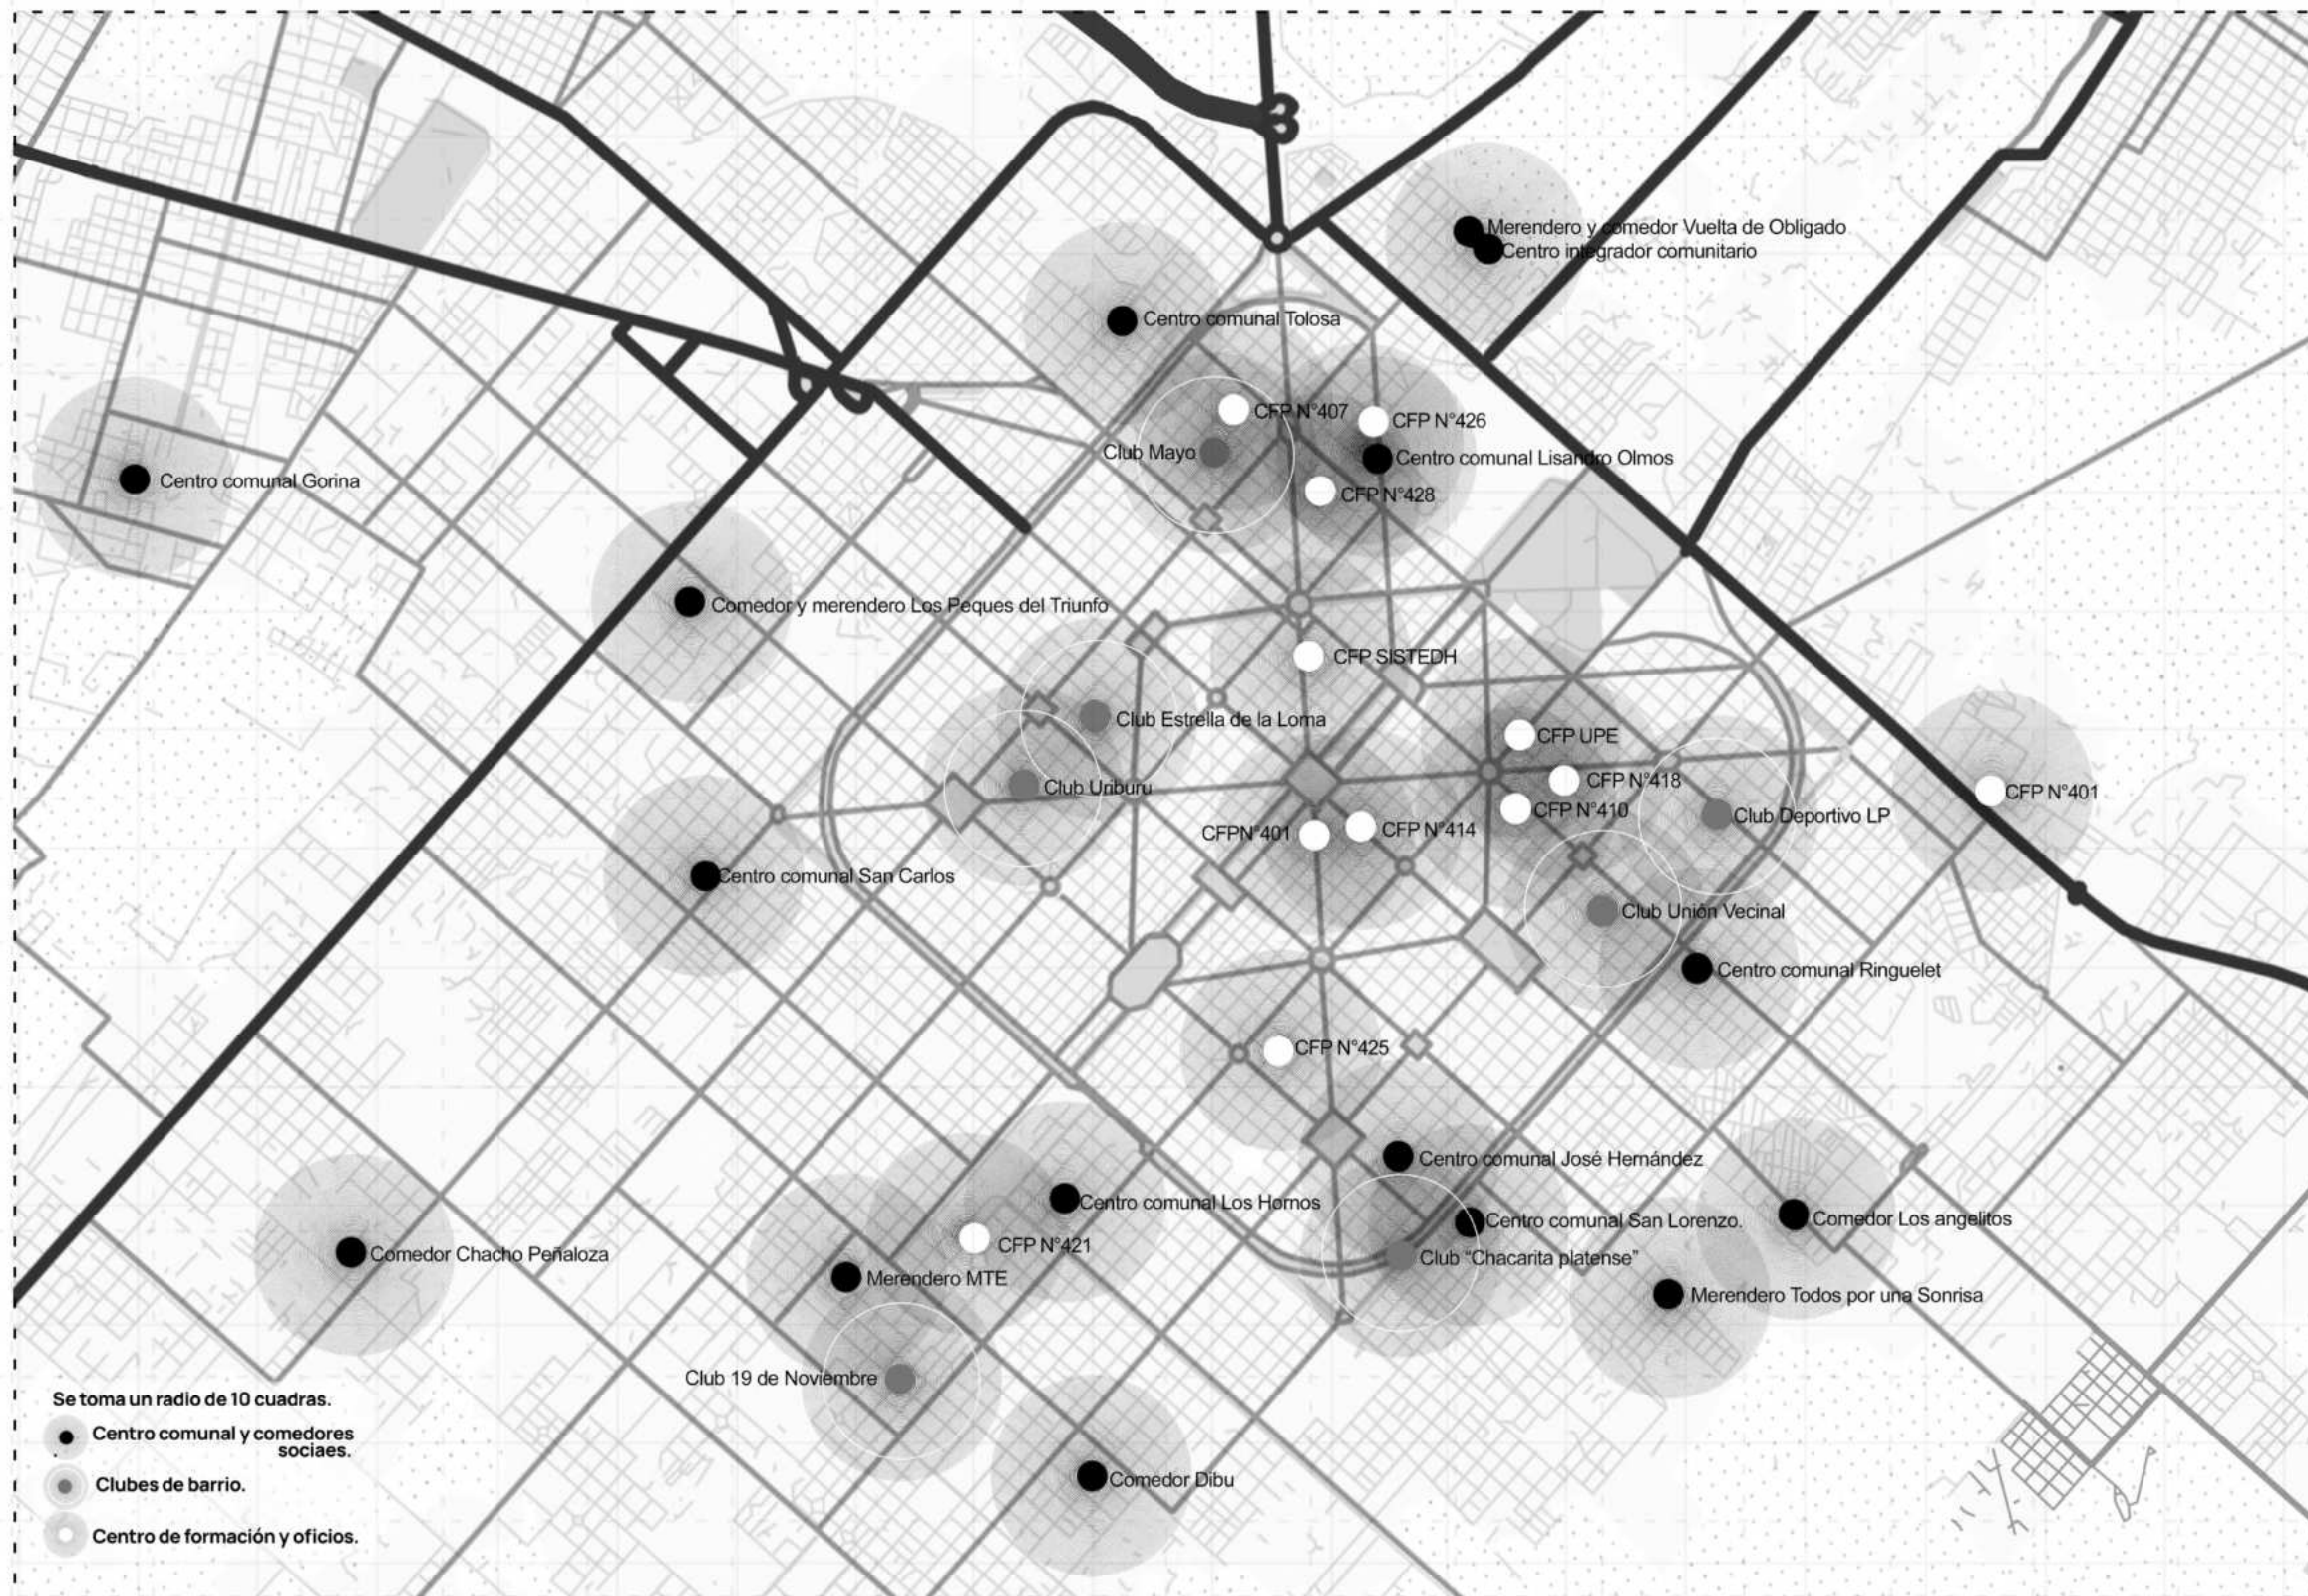 Merendero y comedor Vuelta de Obligado
Centro integrador comunitario
Centro comunal Tolosa
CFP N°407
CFP N°426
Club Mayo
Centro comunal Lisandro Olmos
Centro comunal Gorina
CFP N°428
Comedor y merendero Los Peques del Triunfo
CFP SISTEDH
Club Estrella de la Loma
CFP UPE
Club Uriburu
CFP N°418
CFP N°401
CFP N°410
Club Deportivo LP
CFPN°401
CFP N°414
Centro comunal San Carlos
Club Unión Vecinal
Centro comunal Ringuelet
CFP N°425
Centro comunal José Hernández
Centro comunal Los Hornos
Centro comunal San Lorenzo.
Comedor Los angelitos
CFP N°421
Comedor Chacho Peñaloza
Club "Chacarita platense"
Merendero MTE
Merendero Todos por una Sonrisa
Club 19 de Noviembre
Comedor Dibu
Se toma un radio de 10 cuadras.
Centro comunal y comedores
sociaes.
Clubes de barrio.
Centro de formación y oficios.